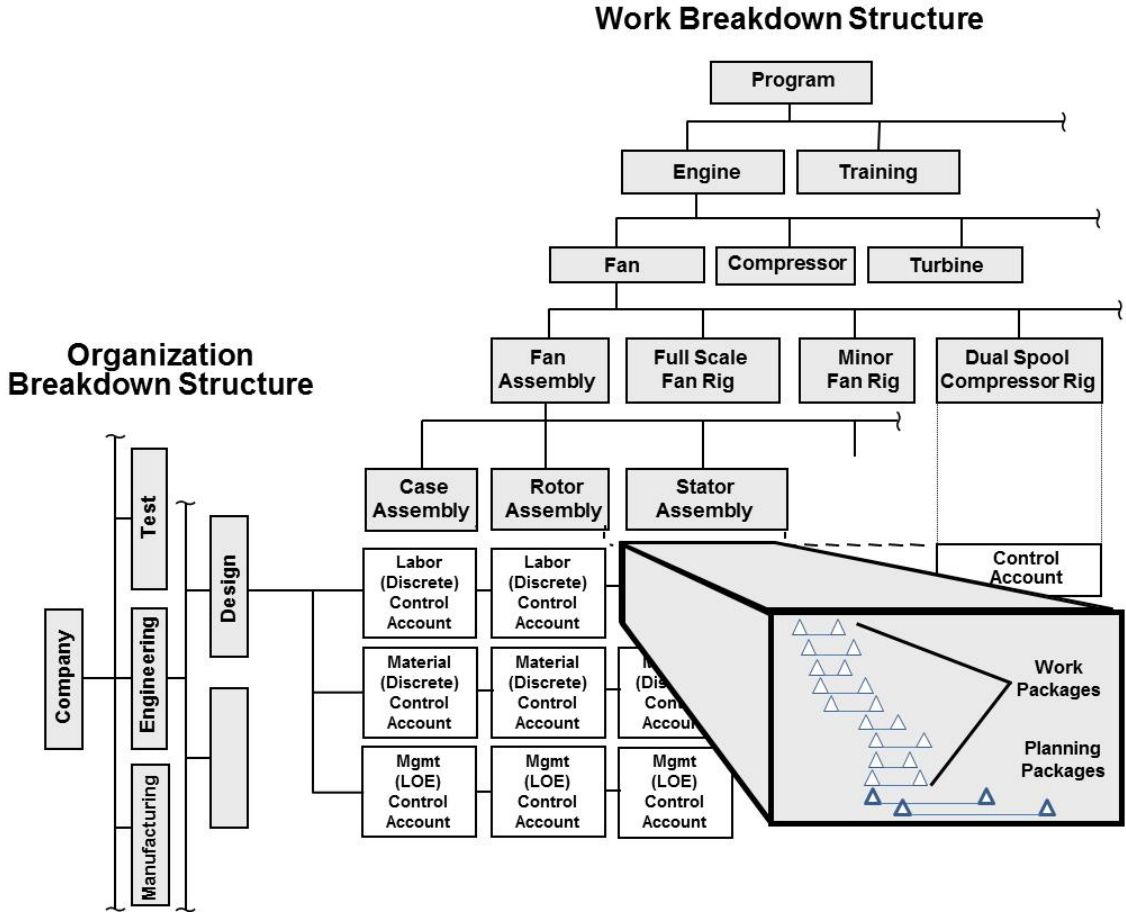 Work Breakdown Structure
Program
Engine
Training
Fan
Compressor
Turbine
Organization
Breakdown Structure
Fan
Assembly
Full Scale
Fan Rig
Minor
Fan Rig
Dual Spool
Compressor Rig
Case
Assembly
Rotor
Assembly
Stator
Assembly
Company
Test
Engineering
Manufacturing
Design
Labor
(Discrete)
Control
Account
Labor
(Discrete)
Control
Account
Control
Account
Material
(Discrete)
Control
Account
Material
(Discrete)
Control
Account
Control
Account
Mgmt
(LOE)
Control
Account
Mgmt
(LOE)
Control
Account
Mgmt
(LOE)
Control
Account
Work
Packages
Planning
Packages